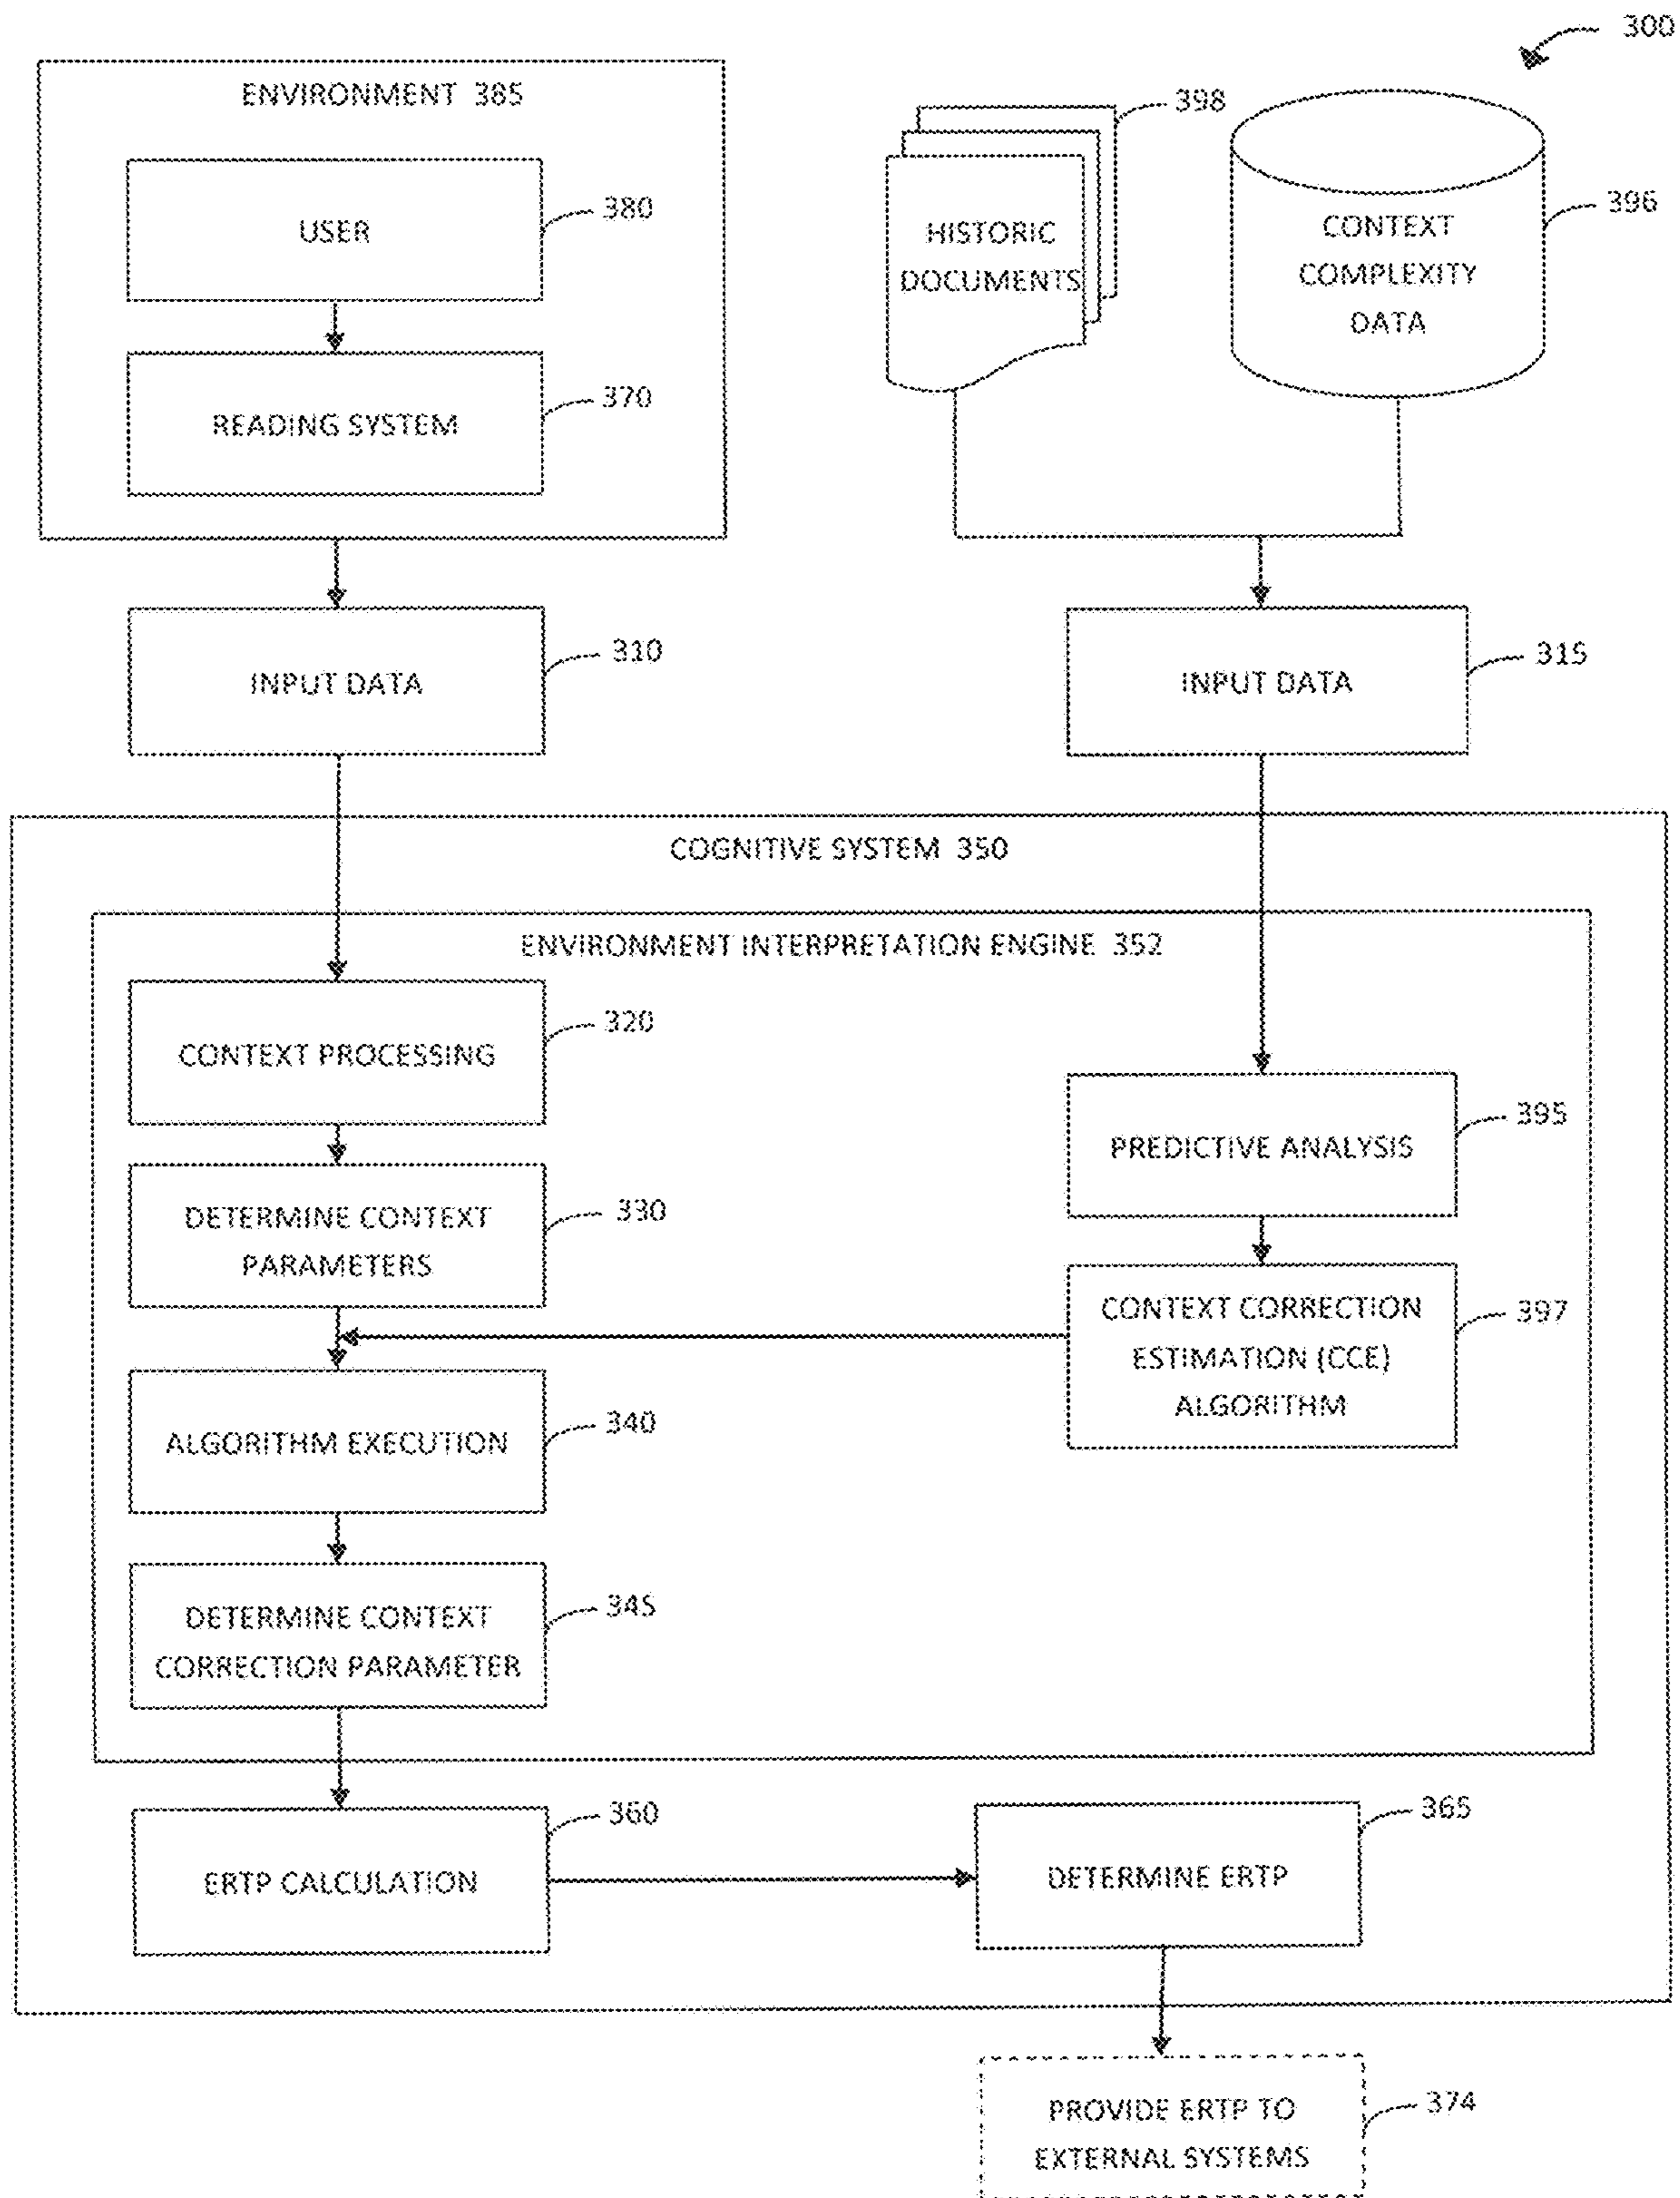 300
ENVIRONMENT 385
USER
380
READING SYSTEM
370
398
HISTORIC
DOCUMENTS
396
CONTEXT
COMPLEXITY
DATA
INPUT DATA
310
INPUT DATA
315
COGNITIVE SYSTEM 350
ENVIRONMENT INTERPRETATION ENGINE 352
CONTEXT PROCESSING
320
DETERMINE CONTEXT
PARAMETERS
330
PREDICTIVE ANALYSIS
395
CONTEXT CORRECTION
ESTIMATION (CCE)
ALGORITHM
397
ALGORITHM EXECUTION
340
DETERMINE CONTEXT
CORRECTION PARAMETER
345
ERTP CALCULATION
360
DETERMINE ERTP
365
PROVIDE ERTP TO
EXTERNAL SYSTEMS
374